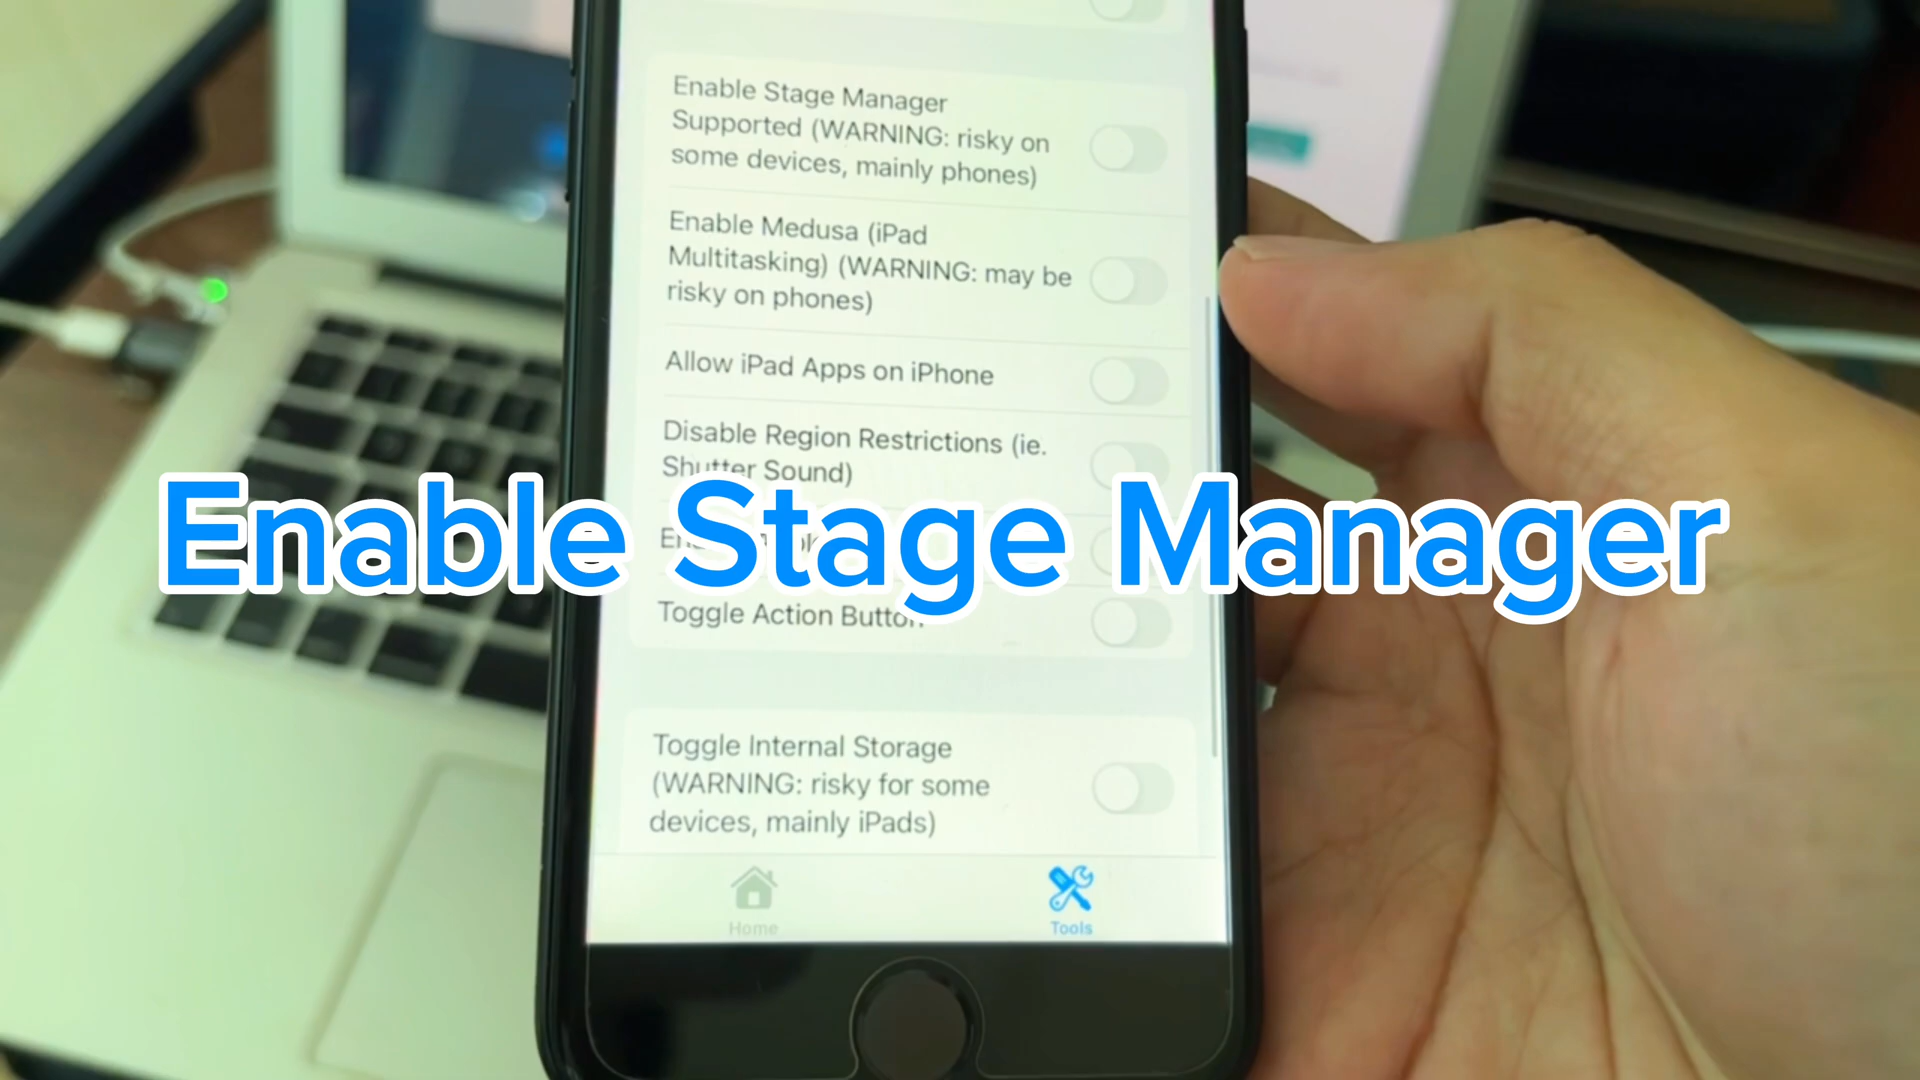 Enable Stage Manager
Supported (WARNING: risky on
some devices, mainly phones)
Enable Medusa (iPad
Multitasking) (WARNING: may be
risky on phones)
Allow iPad Apps on iPhone
Disable Region Restrictions (ie.
Shutter Sound)
Enable Stage Manager
Toggle Action Button
Toggle Internal Storage
(WARNING: risky for some
devices, mainly iPads)
Home
Tools